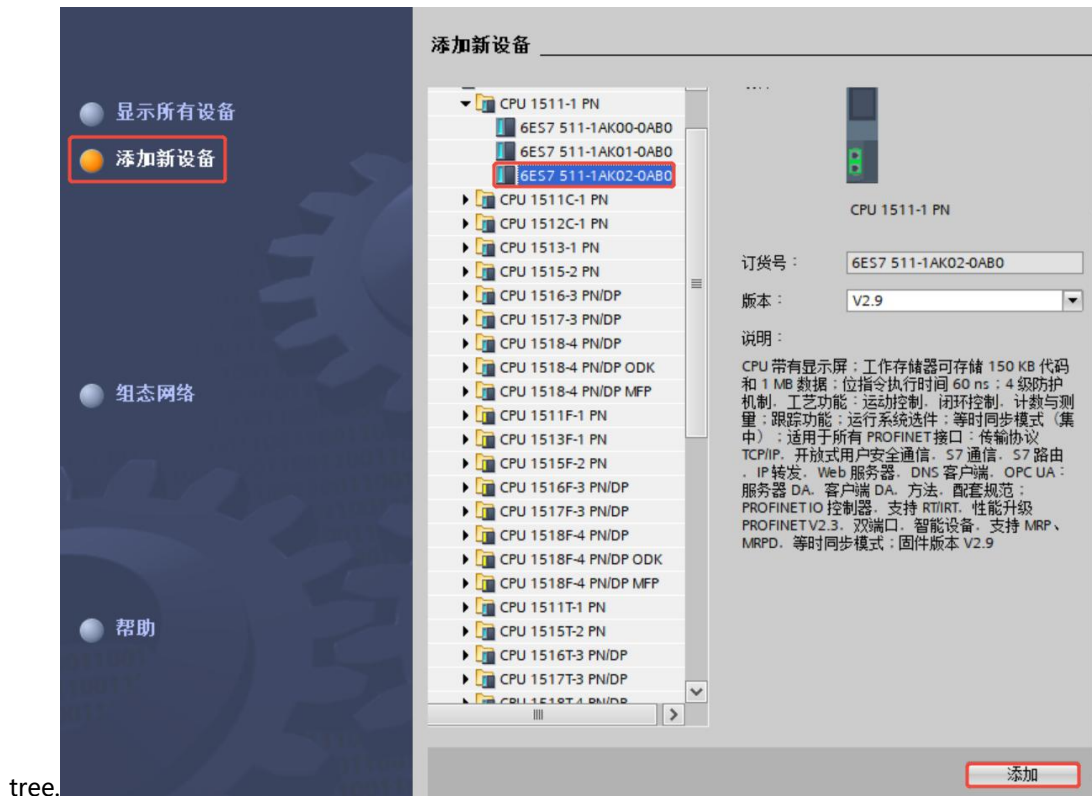 添加新设备
显示所有设备
添加新设备
组态网络
帮助
CPU 1511-1 PN
6ES7 511-1AK00-0AB0
6ES7 511-1AK01-0AB0
6ES7 511-1AK02-0AB0
CPU 1511C-1 PN
CPU 1512C-1 PN
CPU 1513-1 PN
CPU 1515-2 PN
CPU 1516-3 PN/DP
CPU 1517-3 PN/DP
CPU 1518-4 PN/DP
CPU 1518-4 PN/DP ODK
CPU 1518-4 PN/DP MFP
CPU 1511F-1 PN
CPU 1513F-1 PN
CPU 1515F-2 PN
CPU 1516F-3 PN/DP
CPU 1517F-3 PN/DP
CPU 1518F-4 PN/DP
CPU 1518F-4 PN/DP ODK
CPU 1518F-4 PN/DP MFP
CPU 1511T-1 PN
CPU 1515T-2 PN
CPU 1516T-3 PN/DP
CPU 1517T-3 PN/DP
CPU 1518T-4 PN/DP
CPU 1511-1 PN
订货号：
6ES7 511-1AK02-0AB0
版本：
V2.9
说明：
CPU 带有显示屏；工作存储器可存储 150 KB 代码
和 1 MB 数据；位指令执行时间 60 ns；4 级防护
机制．工艺功能：运动控制．闭环控制．计数与测
量；跟踪功能；运行系统选件；等时同步模式（集
中）；适用于所有 PROFINET 接口：传输协议
TCP/IP．开放式用户安全通信．S7 通信．S7 路由
．IP 转发．Web 服务器．DNS 客户端．OPC UA：
服务器 DA．客户端 DA．方法．配套规范；
PROFINET IO 控制器．支持 RT/IRT．性能升级
PROFINET V2.3．双端口．智能设备．支持 MRP、
MRPD．等时同步模式；固件版本 V2.9
添加
tree.